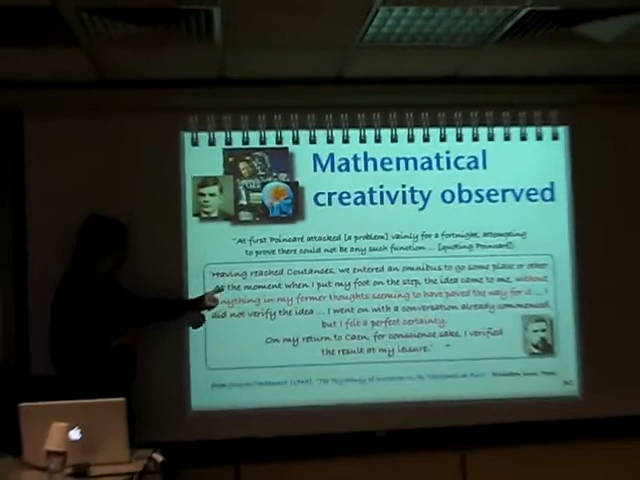 Mathematical
creativity observed
"At first Poincaré attacked [a problem] vainly for a fortnight, attempting
to prove there could not be any such function ... [quoting Poincaré]:
'Having reached Coutances, we entered an omnibus to go some place or other.
At the moment when I put my foot on the step, the idea came to me, without
anything in my former thoughts seeming to have paved the way for it ... I
did not verify the idea ... I went on with a conversation already commenced,
but I felt a perfect certainty.
On my return to Caen, for conscience sake, I verified
the result at my leisure.'"